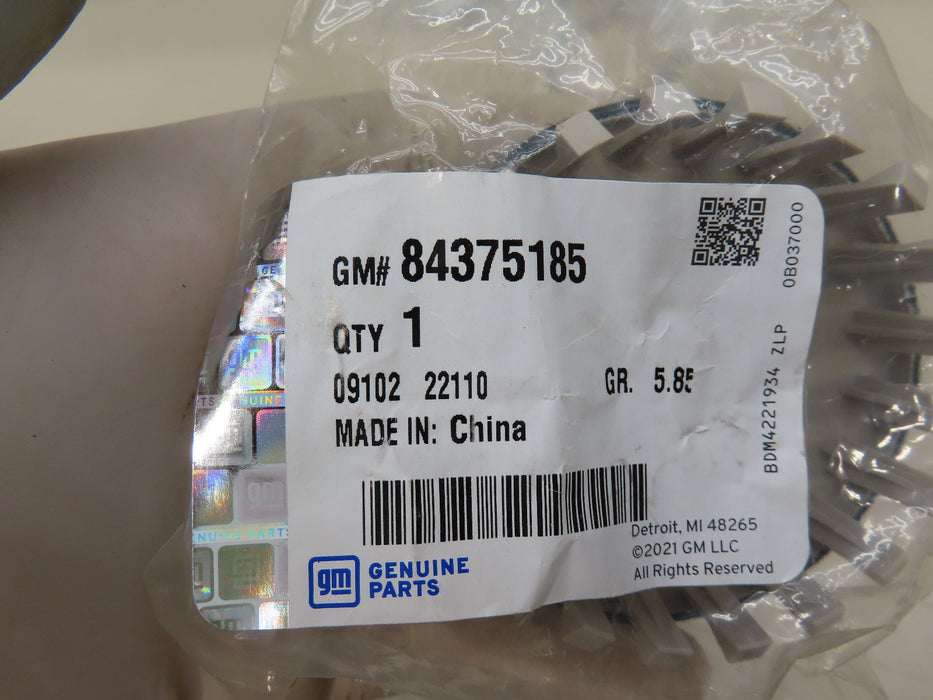 GM# 84375185
QTY 1
09102 22110 GR. 5.85
MADE IN: China
0B037000
BDM4221934 ZLP
gm GENUINE
PARTS
Detroit, MI 48265
©2021 GM LLC
All Rights Reserved